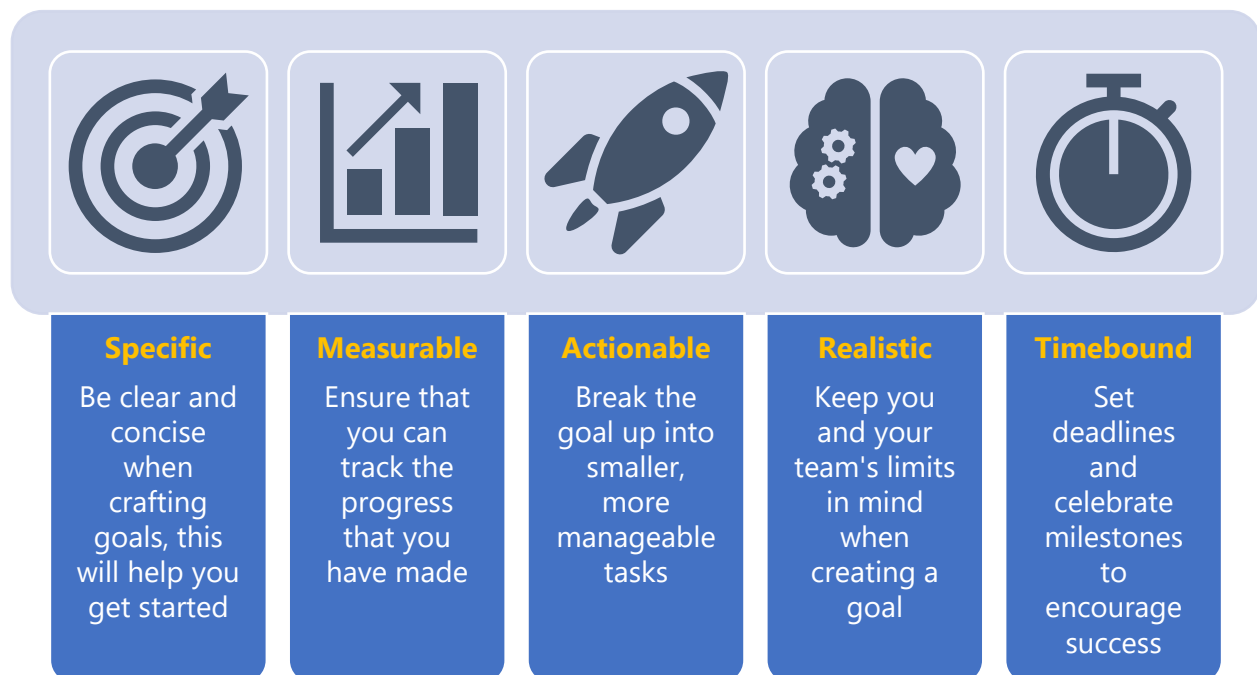 Specific
Be clear and
concise
when
crafting
goals, this
will help you
get started
Measurable
Ensure that
you can
track the
progress
that you
have made
Actionable
Break the
goal up into
smaller,
more
manageable
tasks
Realistic
Keep you
and your
team's limits
in mind
when
creating a
goal
Timebound
Set
deadlines
and
celebrate
milestones
to
encourage
success